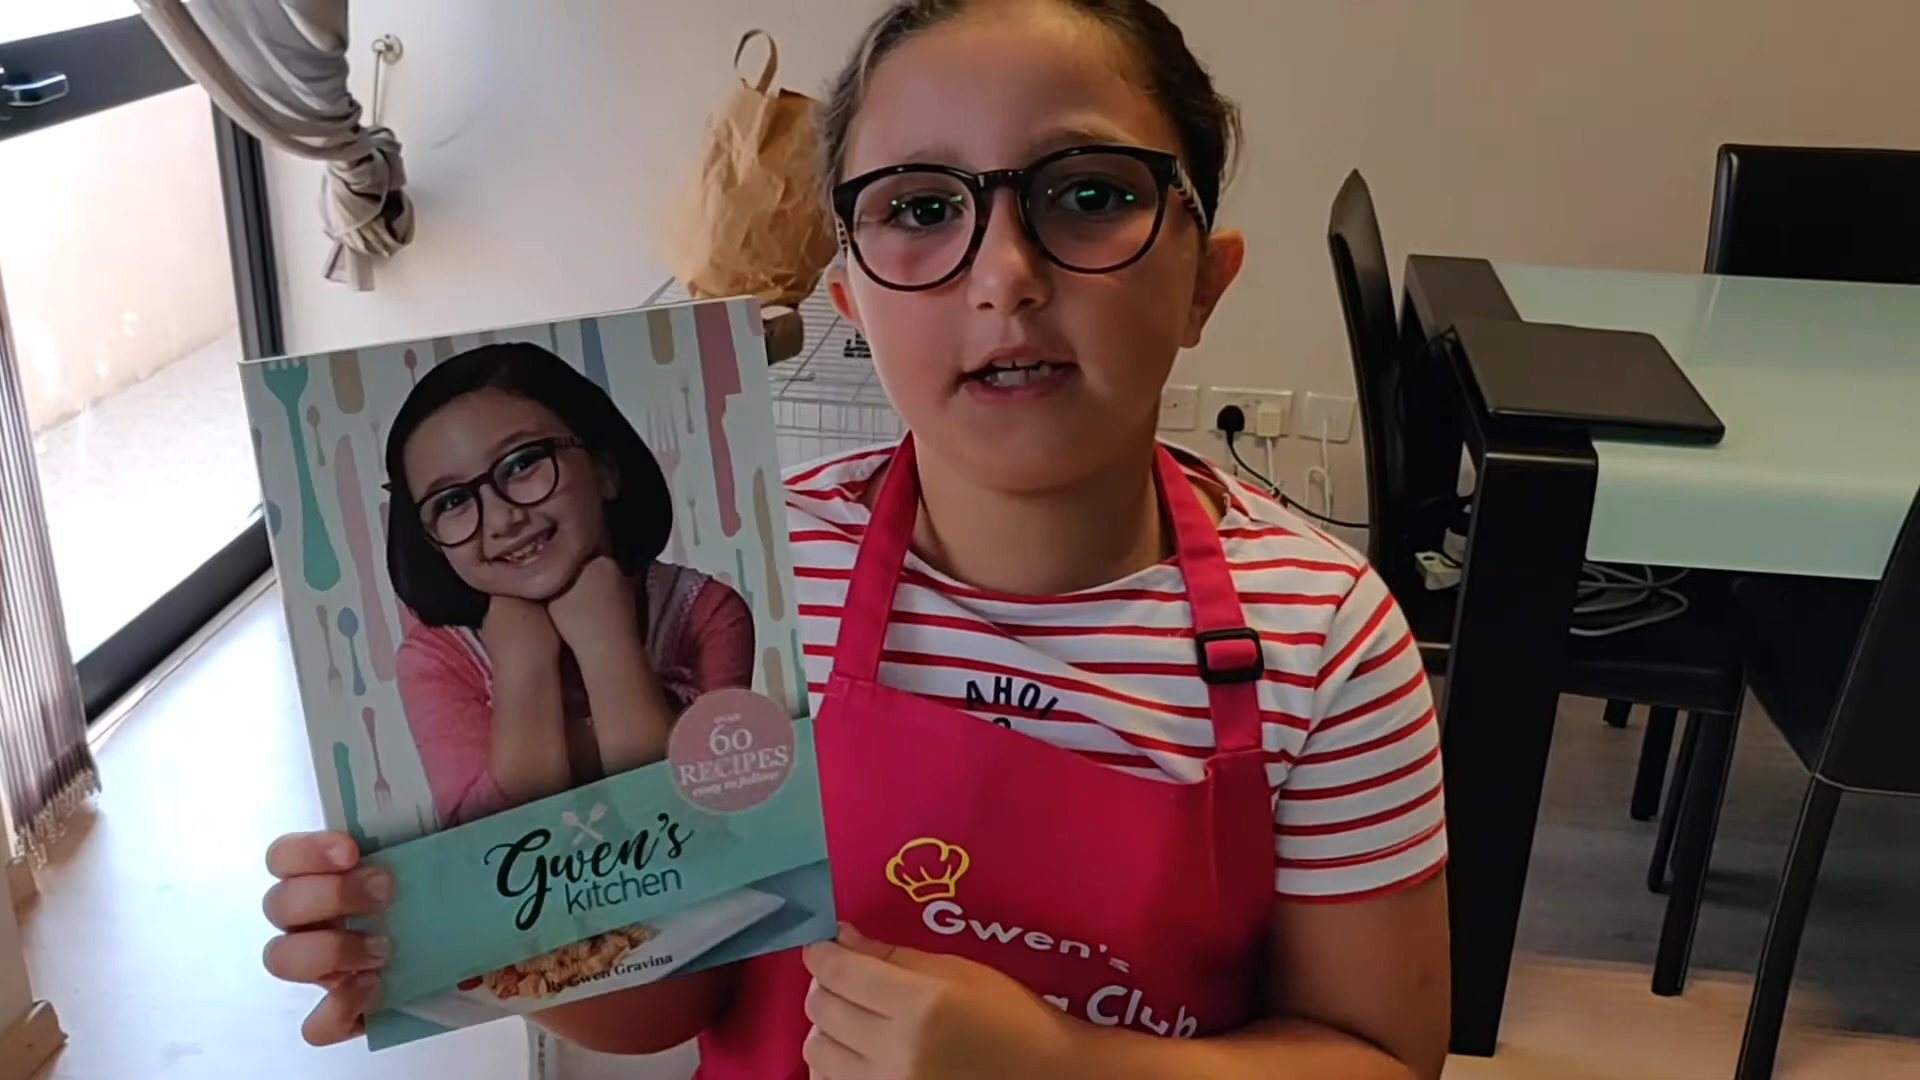 over
60
RECIPES
easy to follow
Gwen's
kitchen
By Gwen Gravina
AHOI
Gwen's
Club